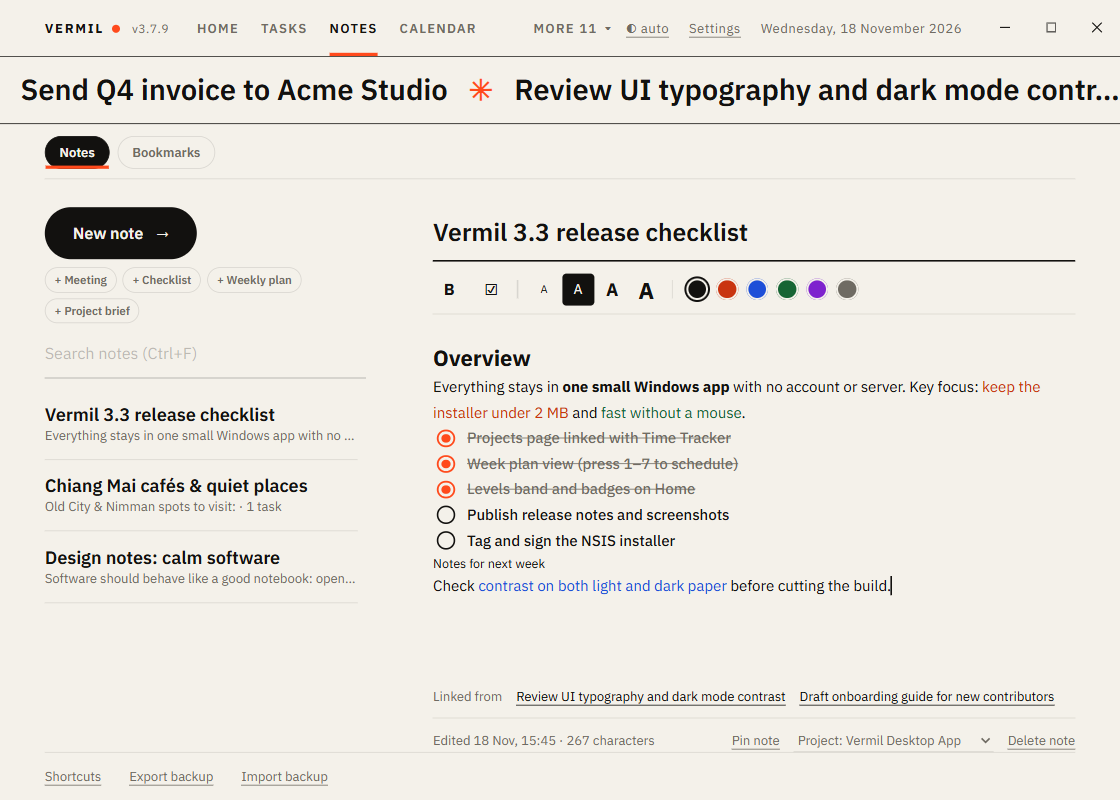 VERMIL v3.7.9 HOME TASKS NOTES CALENDAR MORE 11 auto Settings Wednesday, 18 November 2026
Send Q4 invoice to Acme Studio ✳ Review UI typography and dark mode contr...
Notes Bookmarks
New note →
+ Meeting + Checklist + Weekly plan
+ Project brief
Search notes (Ctrl+F)
Vermil 3.3 release checklist
Everything stays in one small Windows app with no ...
Chiang Mai cafés & quiet places
Old City & Nimman spots to visit: · 1 task
Design notes: calm software
Software should behave like a good notebook: open...
Vermil 3.3 release checklist
B ☑ A A A A
Overview
Everything stays in one small Windows app with no account or server. Key focus: keep the
installer under 2 MB and fast without a mouse.
Projects page linked with Time Tracker
Week plan view (press 1–7 to schedule)
Levels band and badges on Home
Publish release notes and screenshots
Tag and sign the NSIS installer
Notes for next week
Check contrast on both light and dark paper before cutting the build.
Linked from Review UI typography and dark mode contrast Draft onboarding guide for new contributors
Edited 18 Nov, 15:45 · 267 characters Pin note Project: Vermil Desktop App Delete note
Shortcuts Export backup Import backup